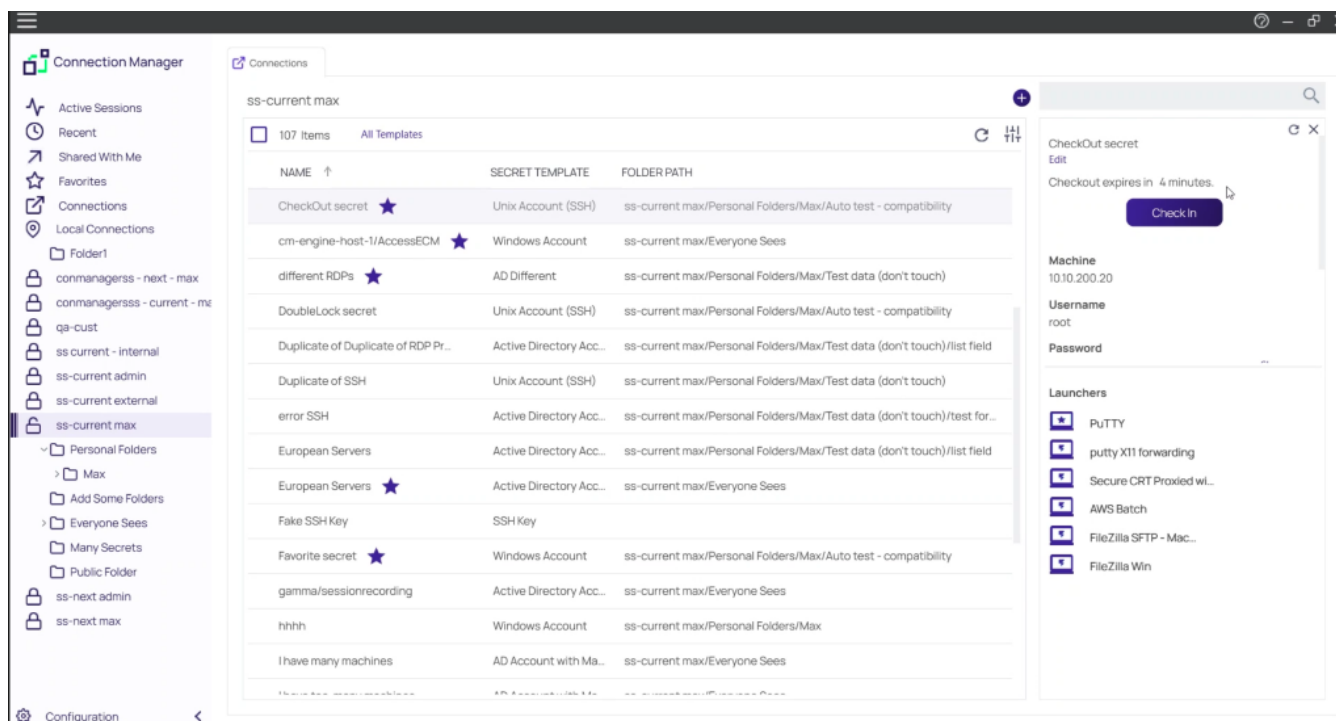 Connection Manager
Active Sessions
Recent
Shared With Me
Favorites
Connections
Local Connections
Folder1
conmanagerss - next - max
conmanagersss - current - ma
qa-cust
ss current - internal
ss-current admin
ss-current external
ss-current max
Personal Folders
Max
Add Some Folders
Everyone Sees
Many Secrets
Public Folder
ss-next admin
ss-next max
Configuration
Connections
ss-current max
107 Items All Templates
NAME SECRET TEMPLATE FOLDER PATH
CheckOut secret Unix Account (SSH) ss-current max/Personal Folders/Max/Auto test - compatibility
cm-engine-host-1/AccessECM Windows Account ss-current max/Everyone Sees
different RDPs AD Different ss-current max/Personal Folders/Max/Test data (don't touch)
DoubleLock secret Unix Account (SSH) ss-current max/Personal Folders/Max/Auto test - compatibility
Duplicate of Duplicate of RDP Pr... Active Directory Acc... ss-current max/Personal Folders/Max/Test data (don't touch)/list field
Duplicate of SSH Unix Account (SSH) ss-current max/Personal Folders/Max/Test data (don't touch)
error SSH Active Directory Acc... ss-current max/Personal Folders/Max/Test data (don't touch)/test for...
European Servers Active Directory Acc... ss-current max/Personal Folders/Max/Test data (don't touch)/list field
European Servers Active Directory Acc... ss-current max/Everyone Sees
Fake SSH Key SSH Key
Favorite secret Windows Account ss-current max/Personal Folders/Max/Auto test - compatibility
gamma/sessionrecording Active Directory Acc... ss-current max/Everyone Sees
hhhh Windows Account ss-current max/Personal Folders/Max
I have many machines AD Account with Ma... ss-current max/Everyone Sees
CheckOut secret
Edit
Checkout expires in 4 minutes.
Check In
Machine
10.10.200.20
Username
root
Password
Launchers
PuTTY
putty X11 forwarding
Secure CRT Proxied wi...
AWS Batch
FileZilla SFTP - Mac...
FileZilla Win